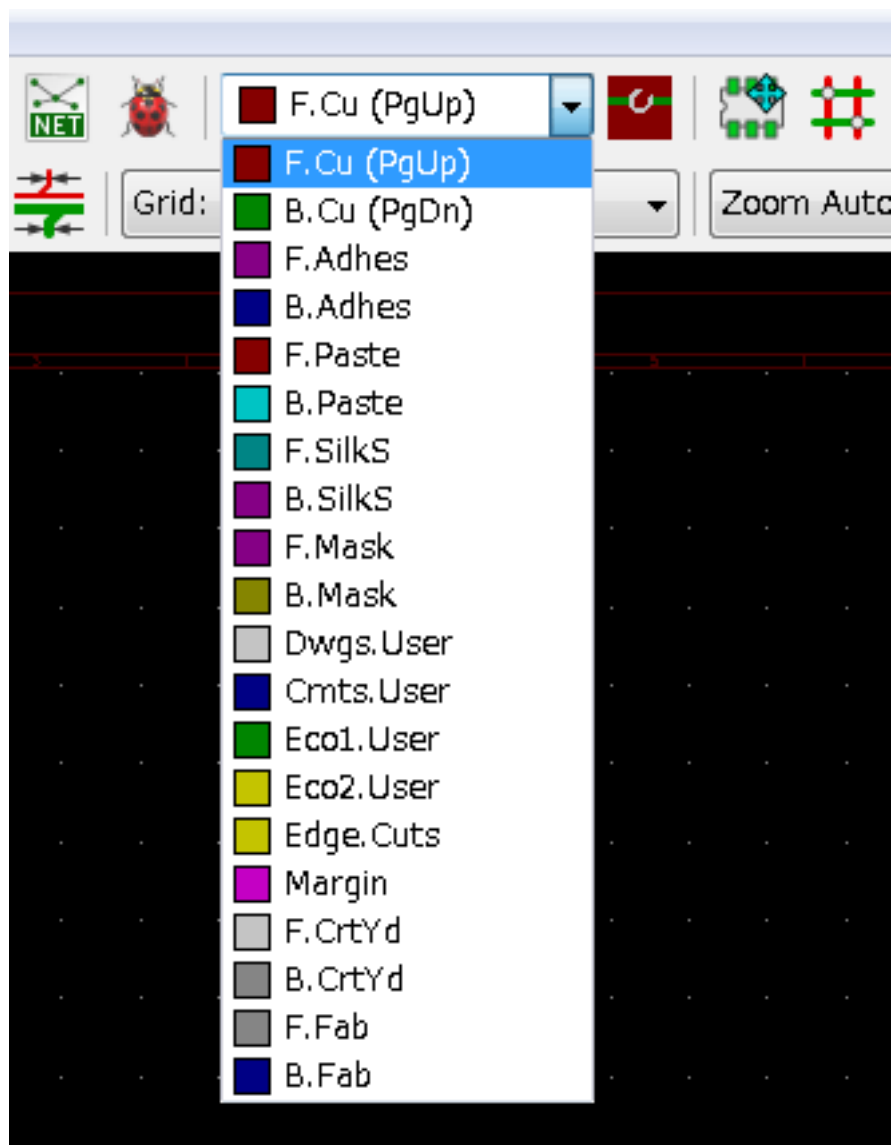 NET
F.Cu (PgUp)
F.Cu (PgUp)
Grid:
Zoom Auto
B.Cu (PgDn)
F.Adhes
B.Adhes
F.Paste
B.Paste
F.SilkS
B.SilkS
F.Mask
B.Mask
Dwgs.User
Cmts.User
Eco1.User
Eco2.User
Edge.Cuts
Margin
F.CrtYd
B.CrtYd
F.Fab
B.Fab